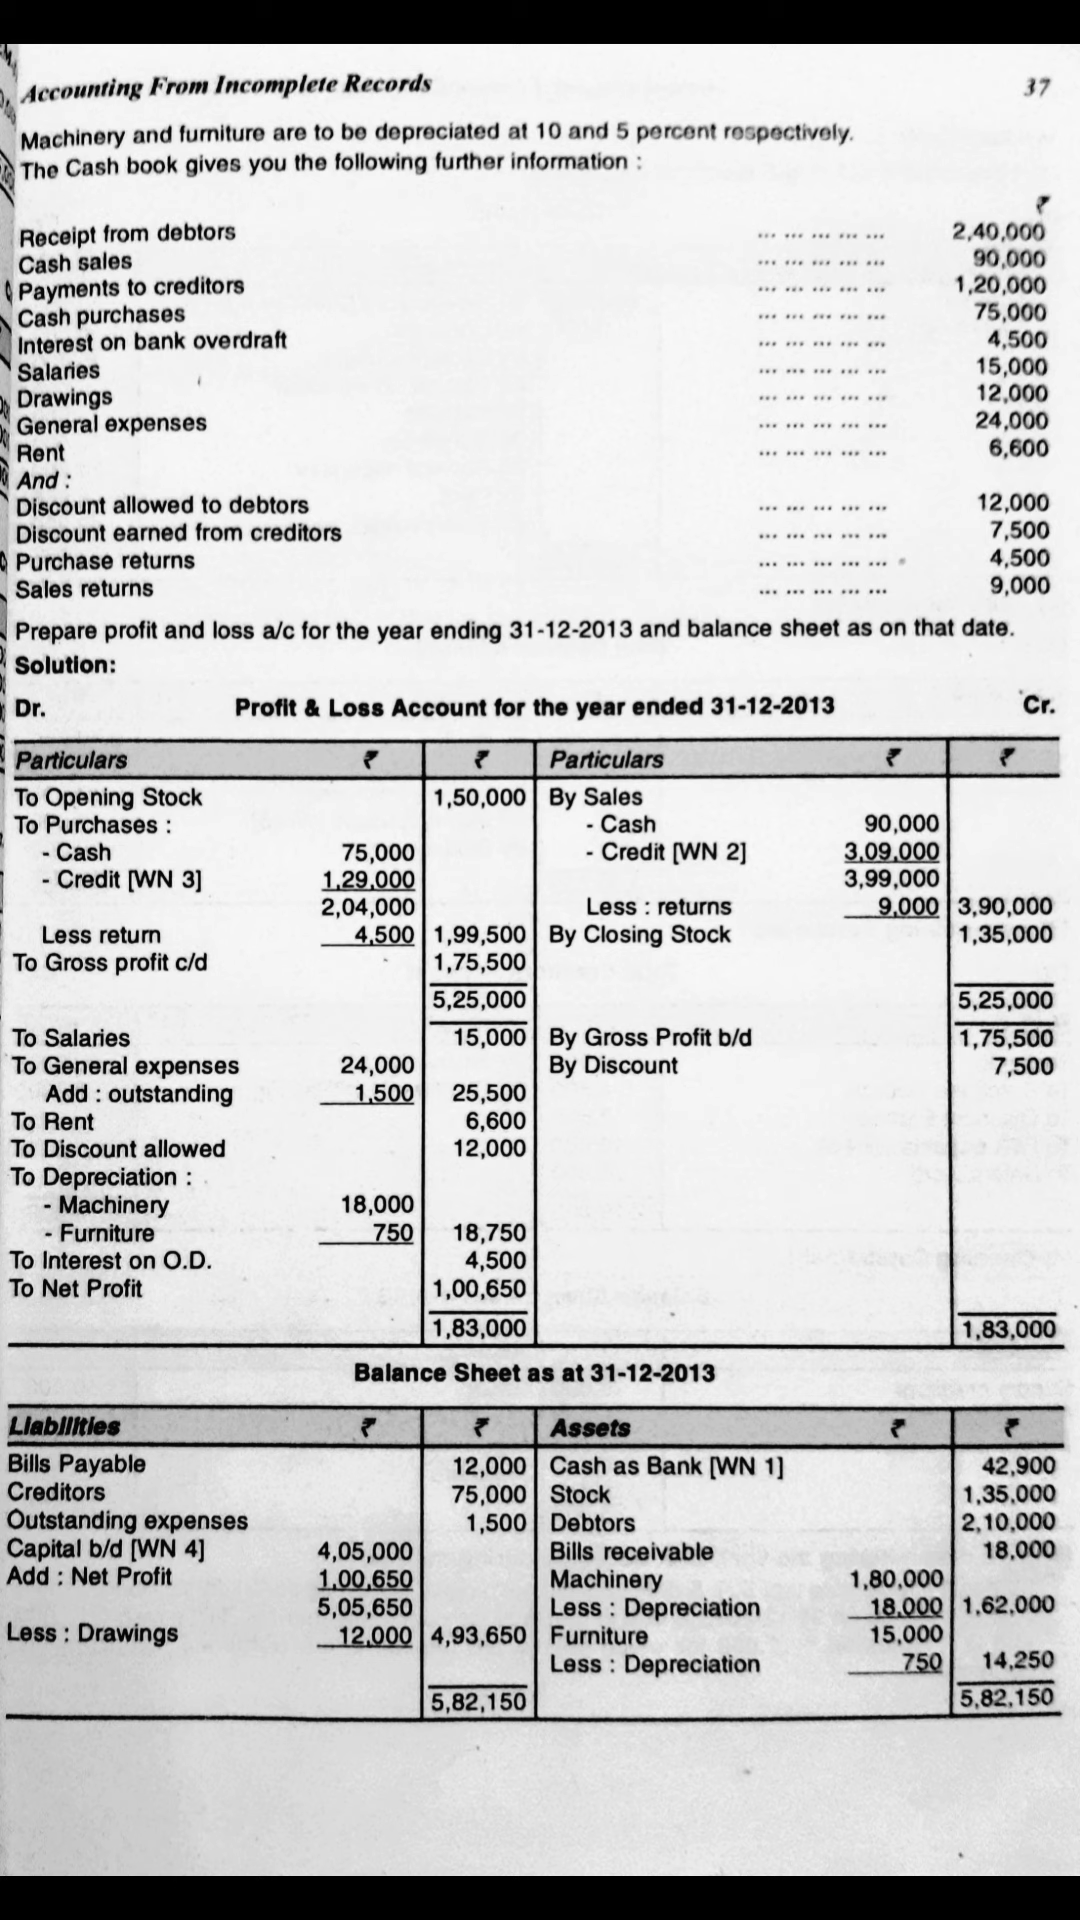 Accounting From Incomplete Records 37
Machinery and furniture are to be depreciated at 10 and 5 percent respectively.
The Cash book gives you the following further information :
₹
Receipt from debtors ... ... ... ... ... 2,40,000
Cash sales ... ... ... ... ... 90,000
Payments to creditors ... ... ... ... ... 1,20,000
Cash purchases ... ... ... ... ... 75,000
Interest on bank overdraft ... ... ... ... ... 4,500
Salaries ... ... ... ... ... 15,000
Drawings ... ... ... ... ... 12,000
General expenses ... ... ... ... ... 24,000
Rent ... ... ... ... ... 6,600
And :
Discount allowed to debtors ... ... ... ... ... 12,000
Discount earned from creditors ... ... ... ... ... 7,500
Purchase returns ... ... ... ... ... 4,500
Sales returns ... ... ... ... ... 9,000
Prepare profit and loss a/c for the year ending 31-12-2013 and balance sheet as on that date.
Solution:
Dr. Profit & Loss Account for the year ended 31-12-2013 Cr.
Particulars ₹ ₹ Particulars ₹ ₹
To Opening Stock 1,50,000 By Sales
To Purchases : - Cash 90,000
- Cash 75,000 - Credit [WN 2] 3,09,000
- Credit [WN 3] 1,29,000 3,99,000
2,04,000 Less : returns 9,000 3,90,000
Less return 4,500 1,99,500 By Closing Stock 1,35,000
To Gross profit c/d 1,75,500
5,25,000 5,25,000
To Salaries 15,000 By Gross Profit b/d 1,75,500
To General expenses 24,000 By Discount 7,500
Add : outstanding 1,500 25,500
To Rent 6,600
To Discount allowed 12,000
To Depreciation :
- Machinery 18,000
- Furniture 750 18,750
To Interest on O.D. 4,500
To Net Profit 1,00,650
1,83,000 1,83,000
Balance Sheet as at 31-12-2013
Liabilities ₹ ₹ Assets ₹ ₹
Bills Payable 12,000 Cash as Bank [WN 1] 42,900
Creditors 75,000 Stock 1,35,000
Outstanding expenses 1,500 Debtors 2,10,000
Capital b/d [WN 4] 4,05,000 Bills receivable 18,000
Add : Net Profit 1,00,650 Machinery 1,80,000
5,05,650 Less : Depreciation 18,000 1,62,000
Less : Drawings 12,000 4,93,650 Furniture 15,000
Less : Depreciation 750 14,250
5,82,150 5,82,150